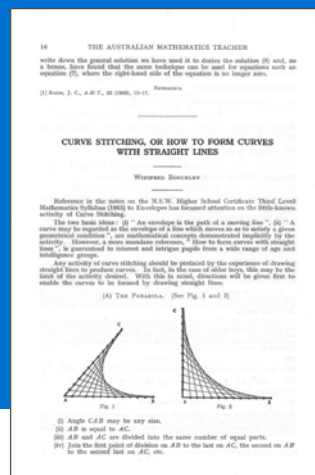 16 THE AUSTRALIAN MATHEMATICS TEACHER
write down the general solution we have used it to derive the solution (6) and, as
a bonus, have found that the same technique can be used for equations such as
equation (7), where the right-hand side of the equation is no longer zero.
REFERENCE
CURVE STITCHING, OR HOW TO FORM CURVES
WITH STRAIGHT LINES
WINIFRED BOUCKLEY
Reference in the notes on the N.S.W. Higher School Certificate Third Level
Mathematics Syllabus (1965) to Envelopes has focussed attention on the little-known
activity of Curve Stitching.
The two basic ideas : (i) " An envelope is the path of a moving line ", (ii) " A
curve may be regarded as the envelope of a line which moves so as to satisfy a given
geometrical condition ", are mathematical concepts demonstrated implicitly by the
activity. However, a more mundane reference, " How to form curves with straight
lines ", is guaranteed to interest and intrigue pupils from a wide range of age and
intelligence groups.
Any activity of curve stitching should be prefaced by the experience of drawing
straight lines to produce curves. In fact, in the case of older boys, this may be the
limit of the activity desired. With this in mind, directions will be given first to
enable the curves to be formed by drawing straight lines.
(A) THE PARABOLA. (See Fig. 1 and 2)
C C
A B A B
Fig. 1 Fig. 2
(i) Angle CAB may be any size.
(ii) AB is equal to AC.
(iii) AB and AC are divided into the same number of equal parts.
(iv) Join the first point of division on AB to the last on AC, the second on AB
to the second last on AC, etc.